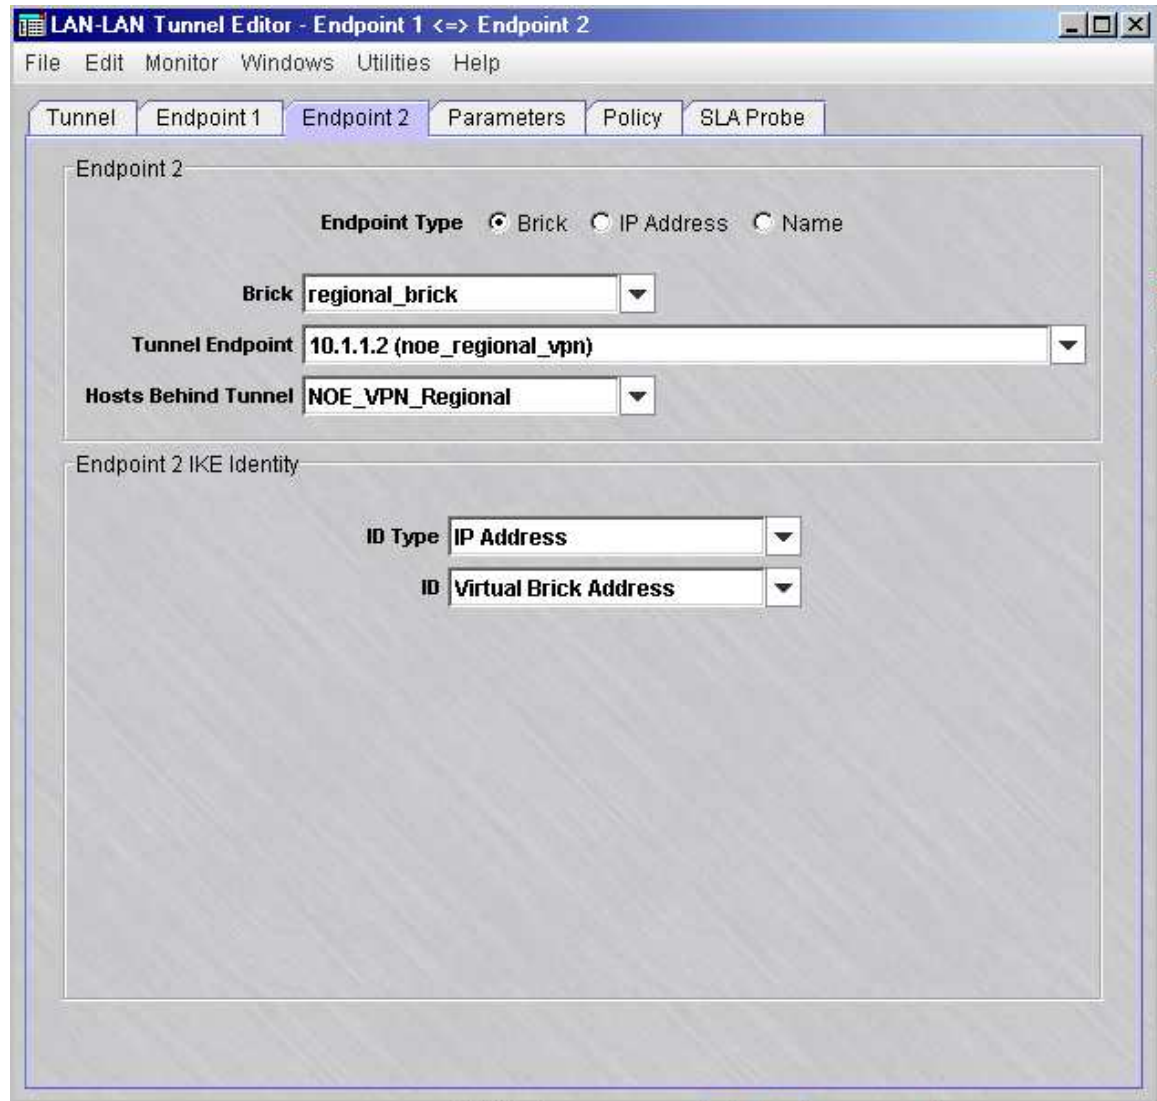 LAN-LAN Tunnel Editor - Endpoint 1 <=> Endpoint 2
File Edit Monitor Windows Utilities Help
Tunnel Endpoint 1 Endpoint 2 Parameters Policy SLA Probe
Endpoint 2
Endpoint Type Brick IP Address Name
Brick regional_brick
Tunnel Endpoint 10.1.1.2 (noe_regional_vpn)
Hosts Behind Tunnel NOE_VPN_Regional
Endpoint 2 IKE Identity
ID Type IP Address
ID Virtual Brick Address